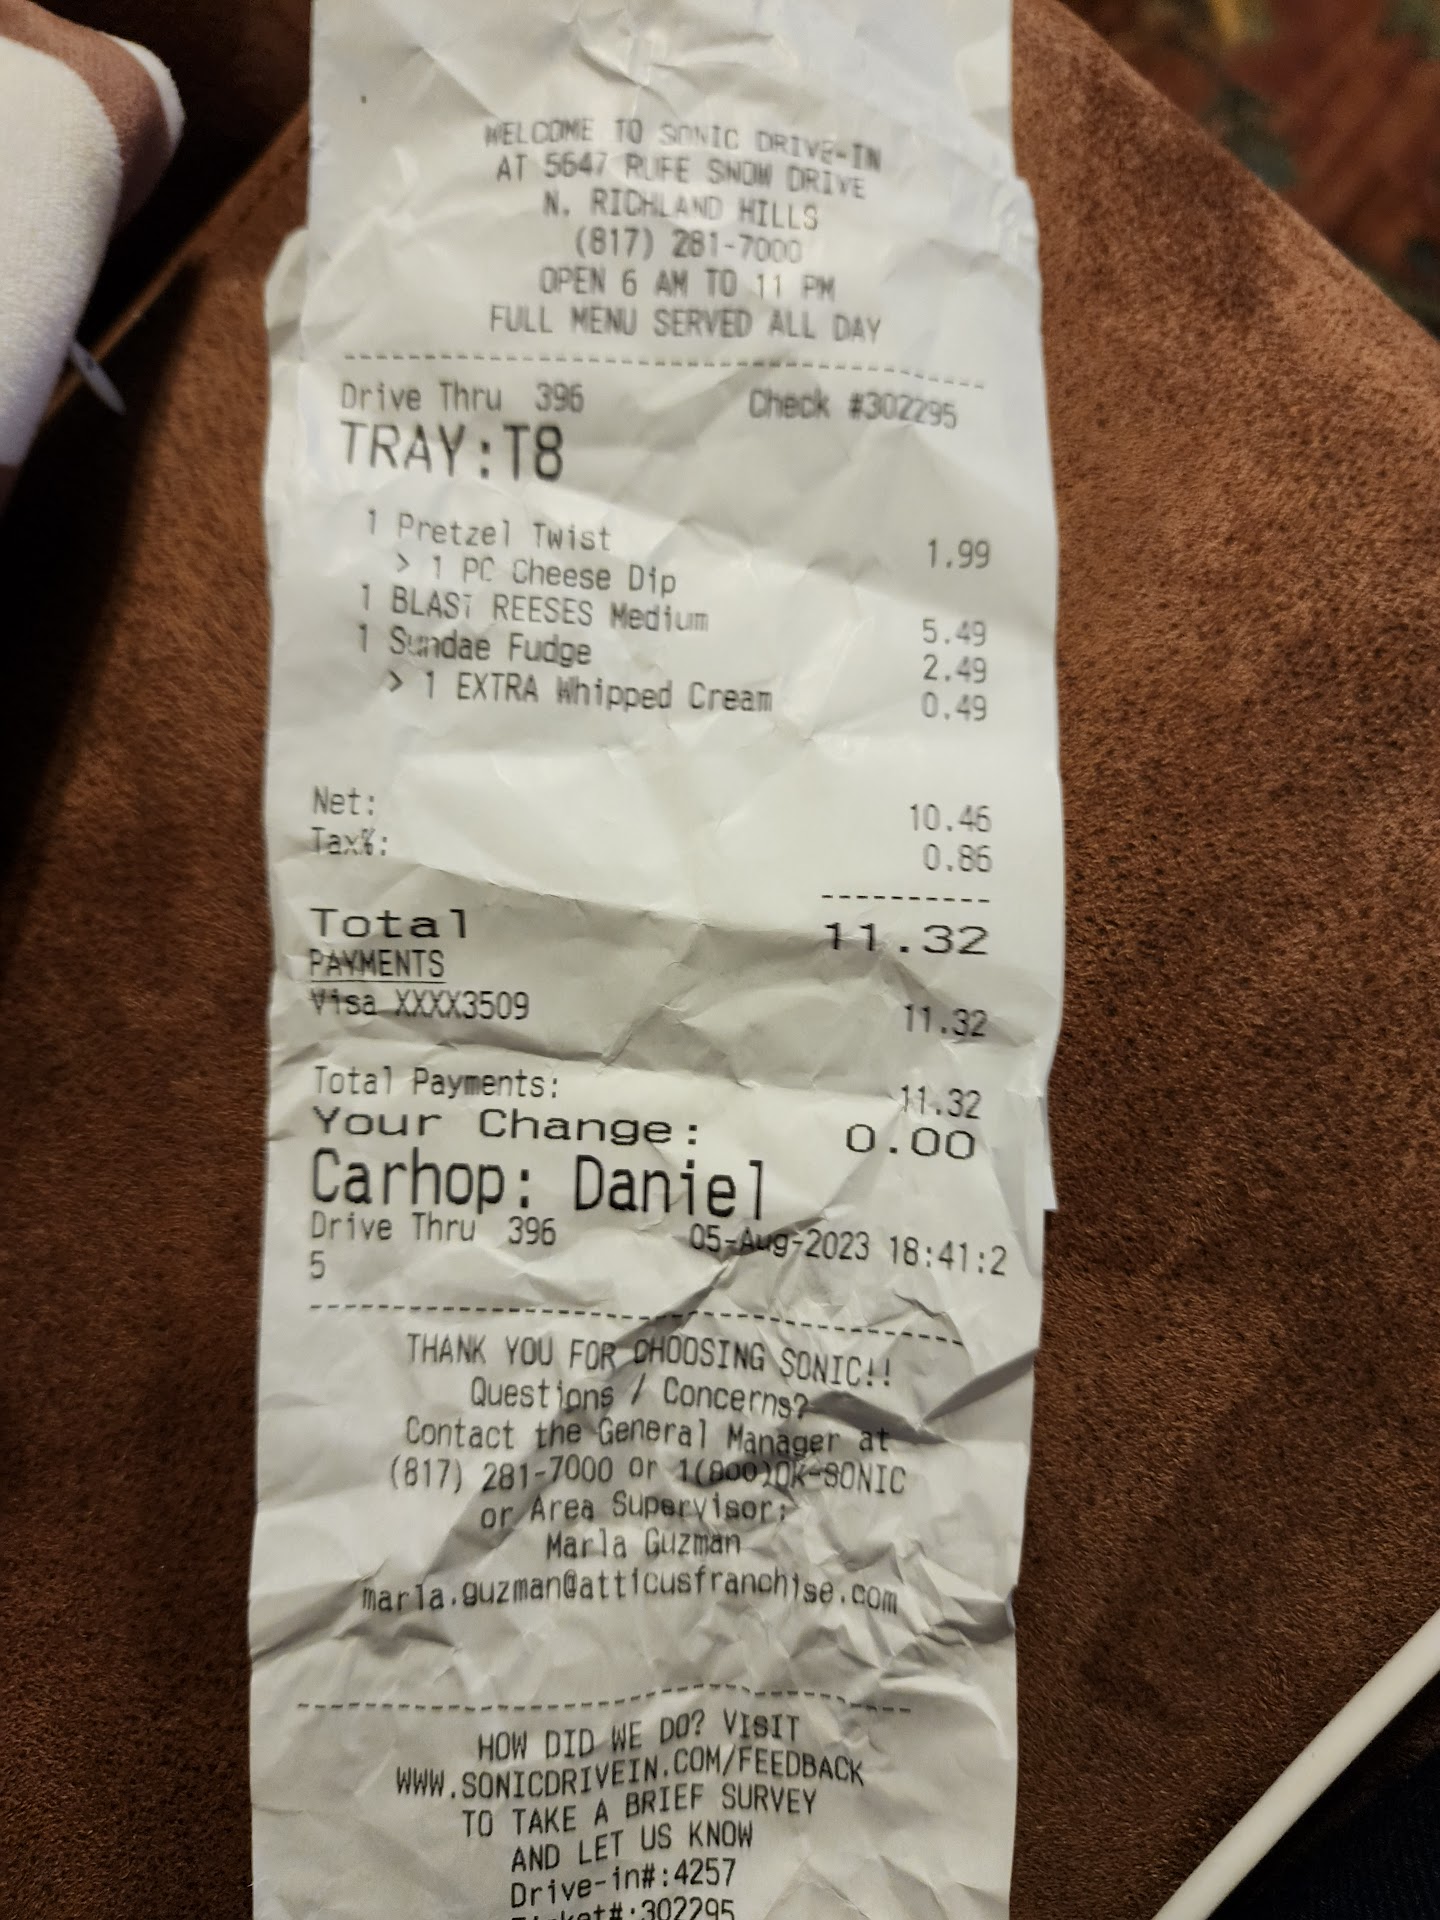 WELCOME TO SONIC DRIVE-IN
AT 5647 RUFE SNOW DRIVE
N. RICHLAND HILLS
(817) 281-7000
OPEN 6 AM TO 11 PM
FULL MENU SERVED ALL DAY
Drive Thru 396 Check #302295
TRAY:T8
1 Pretzel Twist 1.99
> 1 PC Cheese Dip
1 BLAST REESES Medium 5.49
1 Sundae Fudge 2.49
> 1 EXTRA Whipped Cream 0.49
Net: 10.46
Tax%: 0.86
Total 11.32
PAYMENTS
Visa XXXX3509 11.32
Total Payments: 11.32
Your Change: 0.00
Carhop: Daniel
Drive Thru 396 05-Aug-2023 18:41:2
5
THANK YOU FOR CHOOSING SONIC!!
Questions / Concerns?
Contact the General Manager at
(817) 281-7000 or 1(800)OK-SONIC
or Area Supervisor:
Marla Guzman
marla.guzman@atticusfranchise.com
HOW DID WE DO? VISIT
WWW.SONICDRIVEIN.COM/FEEDBACK
TO TAKE A BRIEF SURVEY
AND LET US KNOW
Drive-in#:4257
Ticket#:302295